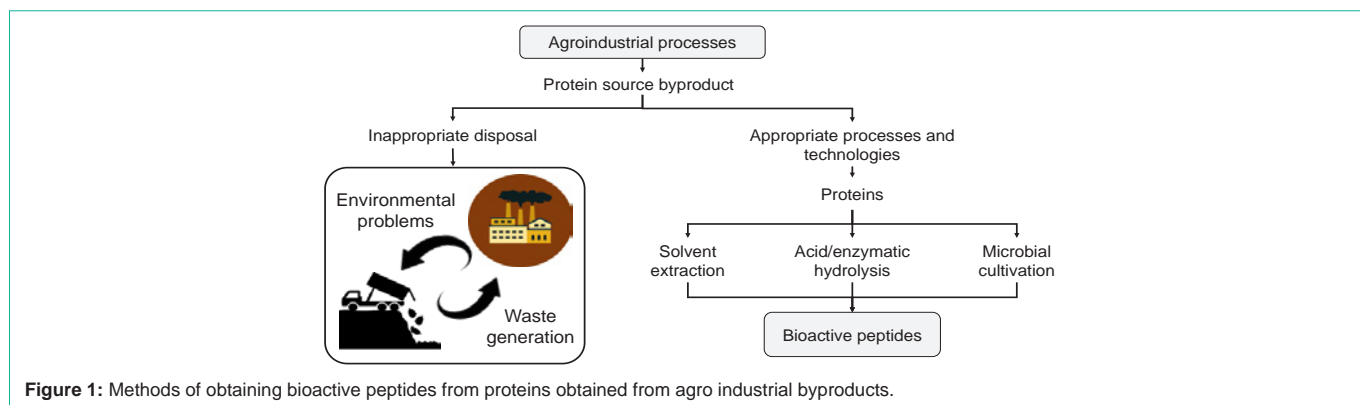 Agroindustrial processes
Protein source byproduct
Inappropriate disposal
Environmental
problems
Waste
generation
Appropriate processes and
technologies
Proteins
Solvent
extraction
Acid/enzymatic
hydrolysis
Microbial
cultivation
Bioactive peptides
Figure 1: Methods of obtaining bioactive peptides from proteins obtained from agro industrial byproducts.